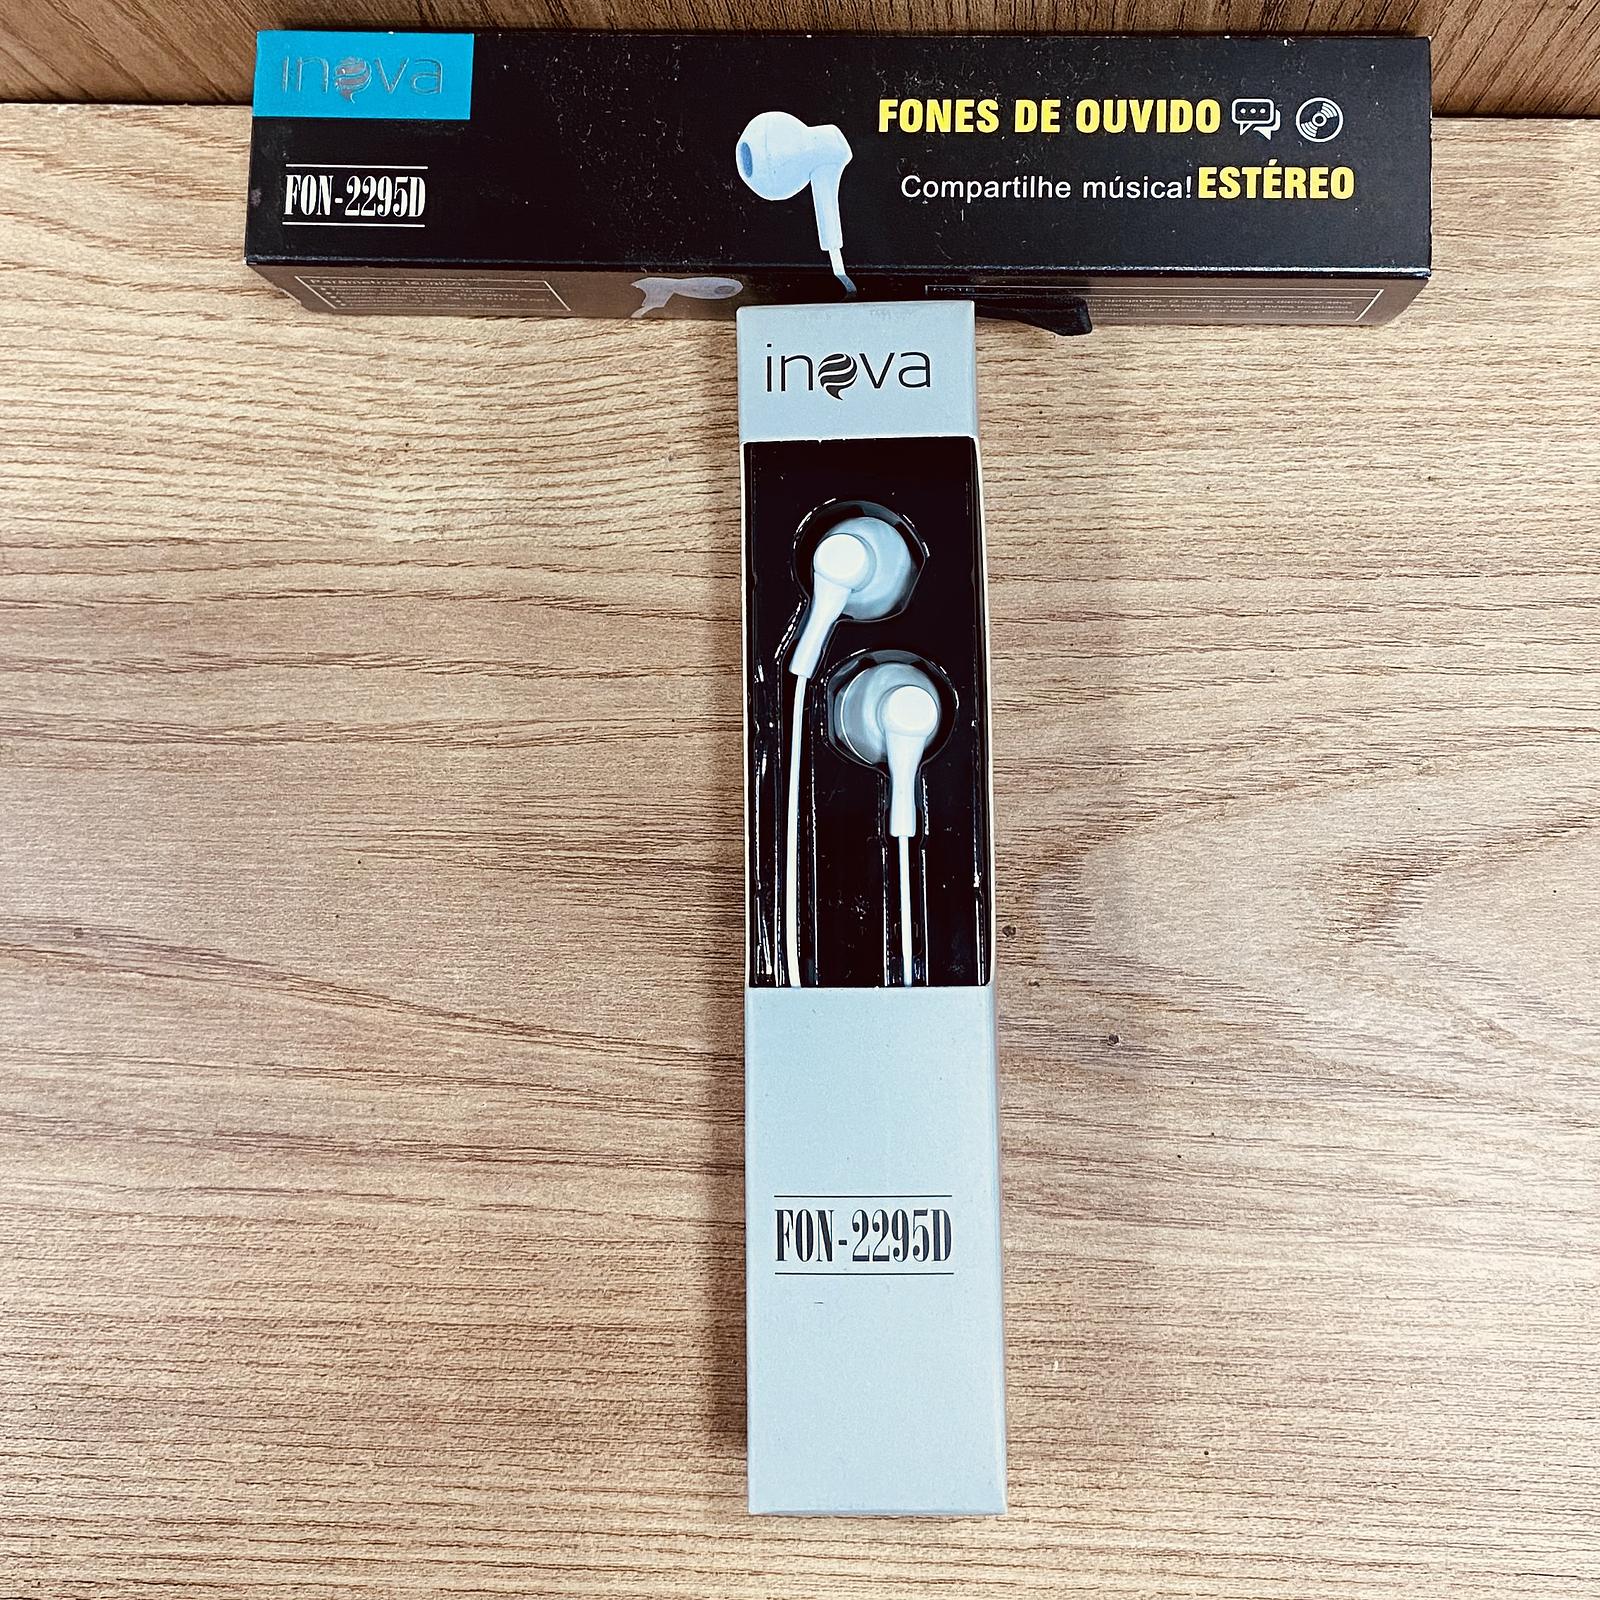 inova
FONES DE OUVIDO
Compartilhe música! ESTÉREO
FON-2295D
inova
FON-2295D